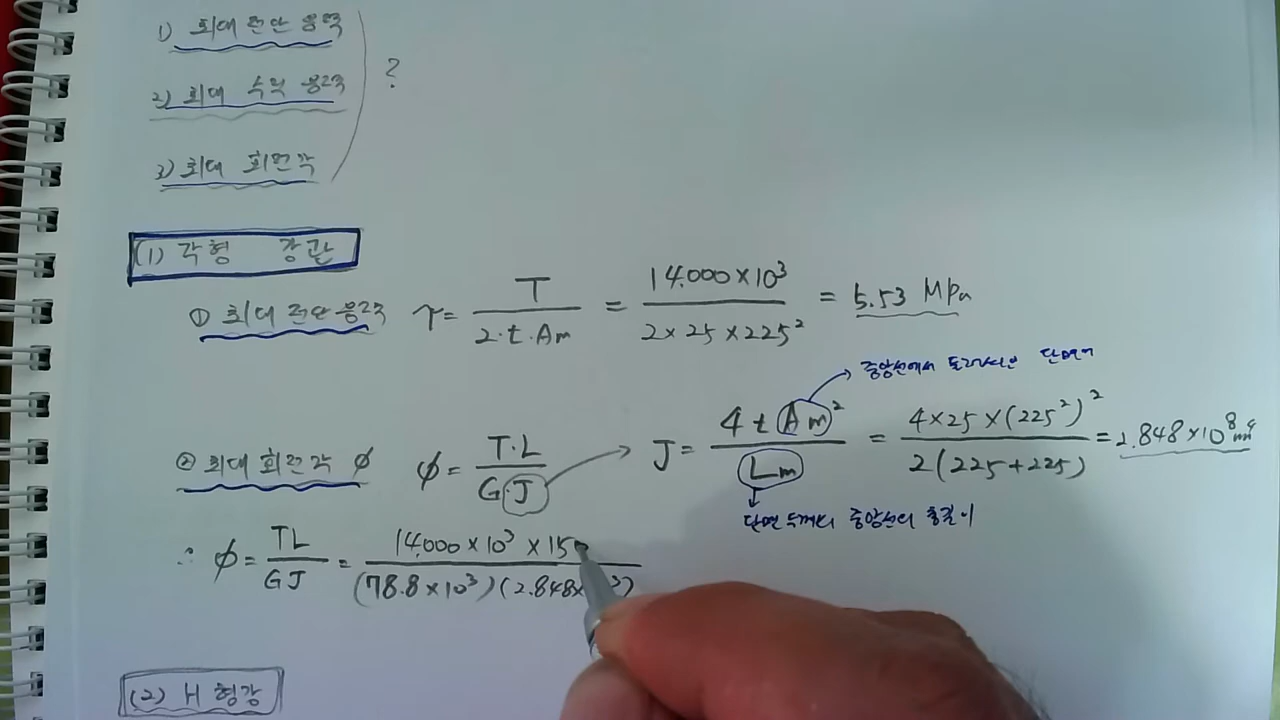 1) 최대 전단 응력
2) 최대 수직 응력
?
3) 최대 회전각
(1) 각형 강관
① 최대 전단응력 τ = T / 2·t·Am = 14.000×10³ / 2×25×225² = 5.53 MPa
중앙선에서 둘러싸인 단면적
② 최대 회전각 φ φ = T·L / G·J → J = 4 t Am² / Lm = 4×25×(225²)² / 2(225+225) = 2.848×10⁸ mm⁴
단면 두께의 중앙선의 총길이
∴ φ = TL / GJ = 14.000×10³ ×15 / (78.8×10³)(2.848×
(2) H 형강